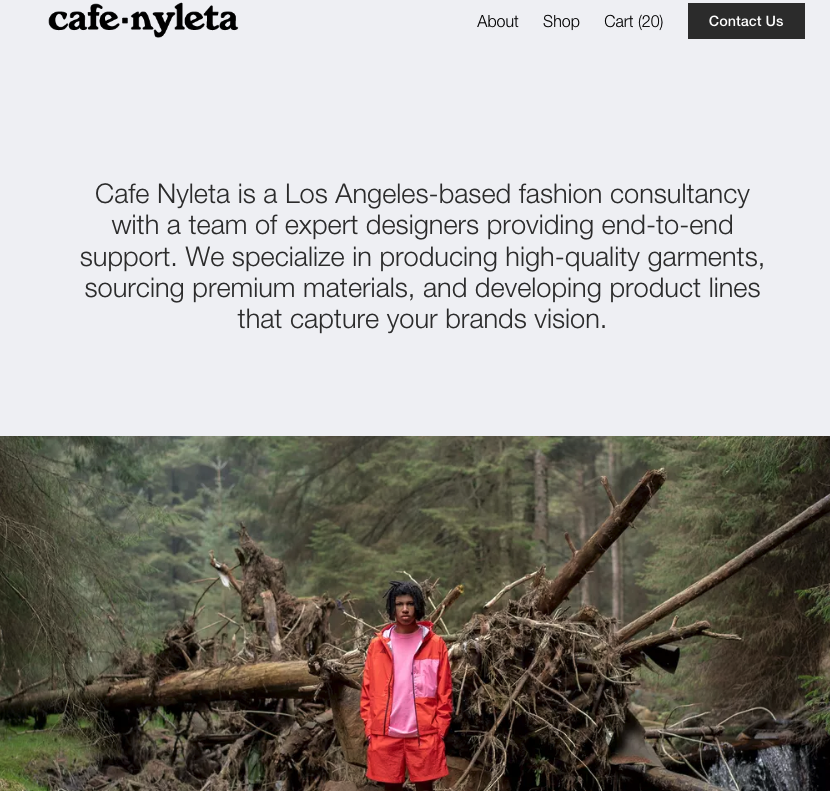 cafe·nyleta
About Shop Cart (20) Contact Us
Cafe Nyleta is a Los Angeles-based fashion consultancy
with a team of expert designers providing end-to-end
support. We specialize in producing high-quality garments,
sourcing premium materials, and developing product lines
that capture your brands vision.